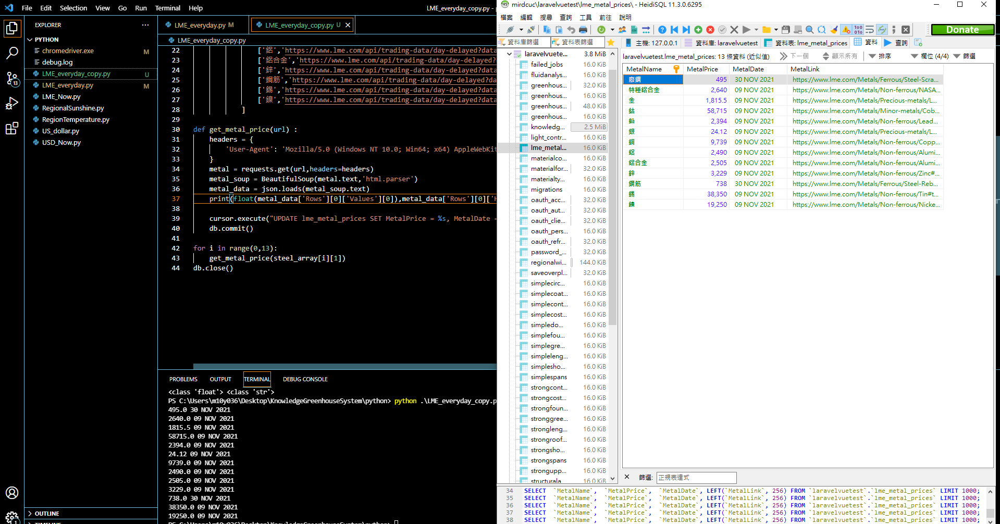 File Edit Selection View Go Run Terminal Help
LME_everyday_copy.py - p
EXPLORER
PYTHON
chromedriver.exe M
debug.log
LME_everyday_copy.py U
LME_everyday.py M
LME_Now.py
RegionalSunshine.py
RegionTemperature.py
US_dollar.py
USD_Now.py
13
OUTLINE
LME_everyday.py M
LME_everyday_copy.py U
LME_everyday_copy.py
22 ['鋁','https://www.lme.com/api/trading-data/day-delayed?data
23 ['鋁合金','https://www.lme.com/api/trading-data/day-delayed?da
24 ['鋅','https://www.lme.com/api/trading-data/day-delayed?data
25 ['鋼筋','https://www.lme.com/api/trading-data/day-delayed?dat
26 ['錫','https://www.lme.com/api/trading-data/day-delayed?data
27 ['鎳','https://www.lme.com/api/trading-data/day-delayed?data
28 ]
29
30 def get_metal_price(url) :
31 headers = {
32 'User-Agent': 'Mozilla/5.0 (Windows NT 10.0; Win64; x64) AppleWebKit
33 }
34 metal = requests.get(url,headers=headers)
35 metal_soup = BeautifulSoup(metal.text,'html.parser')
36 metal_data = json.loads(metal_soup.text)
37 print(float(metal_data['Rows'][0]['Values'][0]),metal_data['Rows'][0]['H
38
39 cursor.execute("UPDATE lme_metal_prices SET MetalPrice = %s, MetalDate =
40 db.commit()
41
42 for i in range(0,13):
43 get_metal_price(steel_array[i][1])
44 db.close()
PROBLEMS OUTPUT TERMINAL DEBUG CONSOLE
<class 'float'> <class 'str'>
PS C:\Users\m10y036\Desktop\KnowledgeGreenhouseSystem\python> python .\LME_everyday_copy.p
495.0 30 NOV 2021
2640.0 09 NOV 2021
1815.5 09 NOV 2021
58715.0 09 NOV 2021
2394.0 09 NOV 2021
24.12 09 NOV 2021
9739.0 09 NOV 2021
2490.0 09 NOV 2021
2505.0 09 NOV 2021
3229.0 09 NOV 2021
738.0 30 NOV 2021
38350.0 09 NOV 2021
19250.0 09 NOV 2021
mirdcuc\laravelvuetest\lme_metal_prices\ - HeidiSQL 11.3.0.6295
檔案 編輯 搜尋 查詢 工具 前往 說明
Donate
資料庫篩選 資料表篩選
主機: 127.0.0.1 資料庫: laravelvuetest 資料表: lme_metal_prices 資料 查詢
laravelvuete... 3.8 MiB
failed_jobs 16.0 KiB
fluidanalys... 16.0 KiB
greenhous... 32.0 KiB
greenhous... 16.0 KiB
greenhous... 48.0 KiB
greenhous... 16.0 KiB
knowledg... 2.5 MiB
light_contr... 16.0 KiB
lme_metal... 16.0 KiB
materialco... 16.0 KiB
materialfor... 32.0 KiB
materialty... 16.0 KiB
migrations 16.0 KiB
oauth_acc... 32.0 KiB
oauth_aut... 32.0 KiB
oauth_clie... 32.0 KiB
oauth_pers... 16.0 KiB
oauth_refr... 32.0 KiB
password_... 32.0 KiB
regionalwi... 144.0 KiB
saveoverpl... 32.0 KiB
simplecirc... 16.0 KiB
simplecoat... 16.0 KiB
simplecont... 16.0 KiB
simplecost... 16.0 KiB
simpledo... 16.0 KiB
simplefou... 16.0 KiB
simplegre... 16.0 KiB
simpleleng... 16.0 KiB
simplesho... 16.0 KiB
simplespans 16.0 KiB
strongcont... 16.0 KiB
strongcost... 16.0 KiB
strongfoun... 16.0 KiB
stronggree... 16.0 KiB
strongleng... 16.0 KiB
strongroof... 16.0 KiB
strongsho... 16.0 KiB
strongspans 16.0 KiB
strongupp... 16.0 KiB
structurala 16.0 KiB
laravelvuetest.lme_metal_prices: 13 條資料 (近似值) 下一個 顯示所有 排序 欄位 (4/4) 篩選
MetalName MetalPrice MetalDate MetalLink
廢鋼 495 30 NOV 2021 https://www.lme.com/Metals/Ferrous/Steel-Scra...
特種鋁合金 2,640 09 NOV 2021 https://www.lme.com/Metals/Non-ferrous/NASA...
金 1,815.5 09 NOV 2021 https://www.lme.com/Metals/Precious-metals/L...
鈷 58,715 09 NOV 2021 https://www.lme.com/Metals/Minor-metals/Cob...
鉛 2,394 09 NOV 2021 https://www.lme.com/Metals/Non-ferrous/Lead...
銀 24.12 09 NOV 2021 https://www.lme.com/Metals/Precious-metals/L...
銅 9,739 09 NOV 2021 https://www.lme.com/Metals/Non-ferrous/Copp...
鋁 2,490 09 NOV 2021 https://www.lme.com/Metals/Non-ferrous/Alumi...
鋁合金 2,505 09 NOV 2021 https://www.lme.com/Metals/Non-ferrous/Alumi...
鋅 3,229 09 NOV 2021 https://www.lme.com/Metals/Non-ferrous/Zinc#...
鋼筋 738 30 NOV 2021 https://www.lme.com/Metals/Ferrous/Steel-Reb...
錫 38,350 09 NOV 2021 https://www.lme.com/Metals/Non-ferrous/Tin#t...
鎳 19,250 09 NOV 2021 https://www.lme.com/Metals/Non-ferrous/Nicke...
篩選: 正規表達式
34 SELECT `MetalName`, `MetalPrice`, `MetalDate`, LEFT(`MetalLink`, 256) FROM `laravelvuetest`.`lme_metal_prices` LIMIT 1000;
35 SELECT `MetalName`, `MetalPrice`, `MetalDate`, LEFT(`MetalLink`, 256) FROM `laravelvuetest`.`lme_metal_prices` LIMIT 1000;
36 SELECT `MetalName`, `MetalPrice`, `MetalDate`, LEFT(`MetalLink`, 256) FROM `laravelvuetest`.`lme_metal_prices` LIMIT 1000;
37 SELECT `MetalName`, `MetalPrice`, `MetalDate`, LEFT(`MetalLink`, 256) FROM `laravelvuetest`.`lme_metal_prices` LIMIT 1000;
38 SELECT `MetalName`, `MetalPrice`, `MetalDate`, LEFT(`MetalLink`, 256) FROM `laravelvuetest`.`lme_metal_prices` LIMIT 1000;